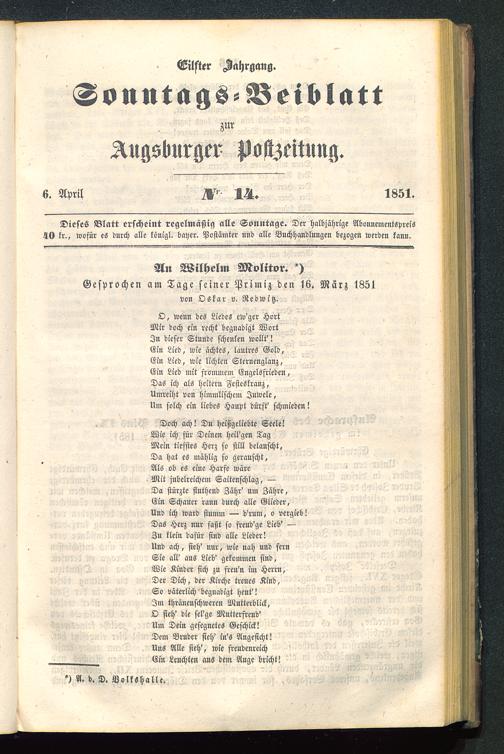 Eilfter Jahrgang.
Sonntags-Beiblatt
zur
Augsburger Postzeitung.
6. April Nr. 14. 1851.
Dieses Blatt erscheint regelmäßig alle Sonntage. Der halbjährige Abonnementspreis
40 kr., wofür es durch alle königl. bayer. Postämter und alle Buchhandlungen bezogen werden kann.
An Wilhelm Molitor. *)
Gesprochen am Tage seiner Primiz den 16. März 1851
von Oskar v. Redwitz.
O, wenn des Liedes ew'ger Hort
Mir doch ein recht begnadigt Wort
In dieser Stunde schenken wollt'!
Ein Lied, wie ächtes, lautres Gold,
Ein Lied, wie lichten Sternenglanz,
Ein Lied mit frommem Engelsfrieden,
Das ich als heitern Festeskranz,
Umreiht von himmlischem Juwele,
Um solch ein liebes Haupt dürft' schmieden!
Doch ach! Du heißgeliebte Seele!
Wie ich für Deinen heil'gen Tag
Mein tiefstes Herz so still belauscht,
Da hat es mählig so gerauscht,
Als ob es eine Harfe wäre
Mit jubelreichem Saitenschlag, —
Da stürzte fluthend Zähr' um Zähre,
Ein Schauer rann durch alle Glieder,
Und ich ward stumm — d'rum, o vergieb!
Das Herz nur faßt so freud'ge Lieb' —
Zu klein dafür sind alle Lieder!
Und ach, sieh' nur, wie nah und fern
Sie all' aus Lieb' gekommen sind,
Wie Kinder sich zu freu'n im Herrn,
Der Dich, der Kirche treues Kind,
So väterlich begnadigt heut'!
Im thränenschweren Mutterblick,
O sieh' die sel'ge Mutterfreud'
Um Dein gesegnetes Geschick!
Dem Bruder sieh' in's Angesicht!
Uns Alle sieh', wie freudenreich
Ein Leuchten aus dem Auge bricht!
*) A. d. D. Volkshalle.